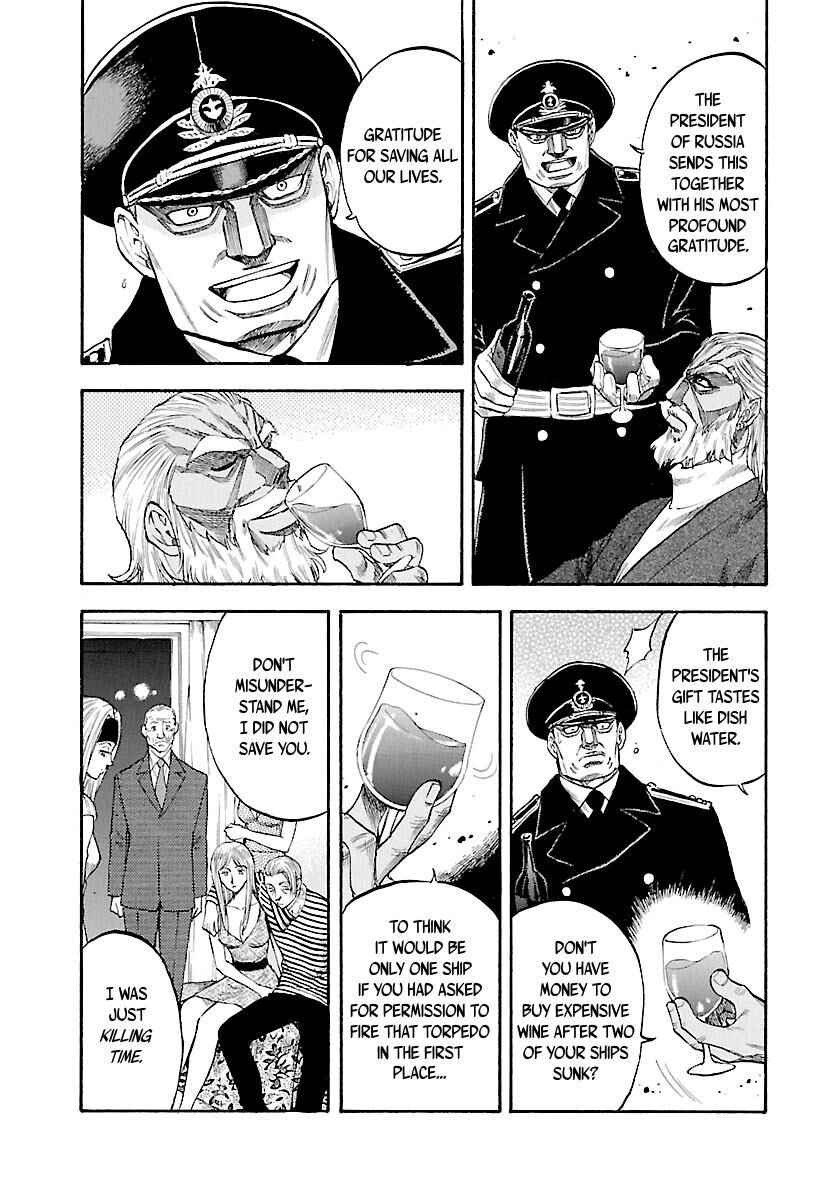 THE
PRESIDENT
OF RUSSIA
SENDS THIS
TOGETHER
WITH HIS MOST
PROFOUND
GRATITUDE.
GRATITUDE
FOR SAVING ALL
OUR LIVES.
THE
PRESIDENT'S
GIFT TASTES
LIKE DISH
WATER.
DON'T
YOU HAVE
MONEY TO
BUY EXPENSIVE
WINE AFTER TWO
OF YOUR SHIPS
SUNK?
TO THINK
IT WOULD BE
ONLY ONE SHIP
IF YOU HAD ASKED
FOR PERMISSION TO
FIRE THAT TORPEDO
IN THE FIRST
PLACE...
DON'T
MISUNDER-
STAND ME,
I DID NOT
SAVE YOU.
I WAS
JUST
KILLING
TIME.